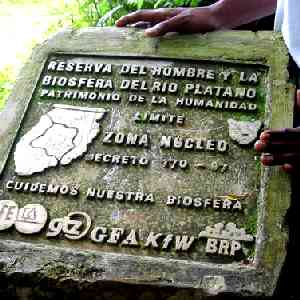 RESERVA DEL HOMBRE Y LA
BIOSFERA DEL RIO PLATANO
PATRIMONIO DE LA HUMANIDAD
LIMITE
ZONA NUCLEO
DECRETO 170 - 97
CUIDEMOS NUESTRA BIOSFERA
gtz GFA KfW BRP